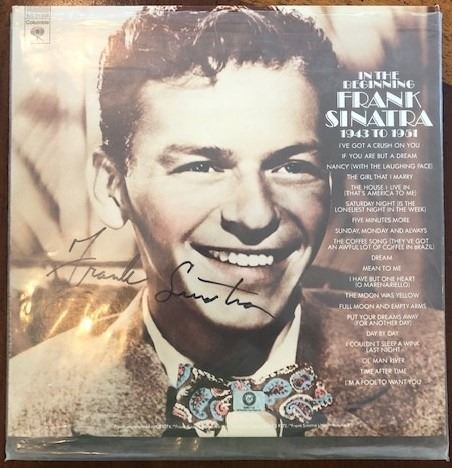 Columbia
IN THE
BEGINNING
FRANK
SINATRA
1943 TO 1951
I'VE GOT A CRUSH ON YOU
IF YOU ARE BUT A DREAM
NANCY (WITH THE LAUGHING FACE)
THE GIRL THAT I MARRY
THE HOUSE I LIVE IN
(THAT'S AMERICA TO ME)
SATURDAY NIGHT (IS THE
LONELIEST NIGHT IN THE WEEK)
FIVE MINUTES MORE
SUNDAY, MONDAY AND ALWAYS
THE COFFEE SONG (THEY'VE GOT
AN AWFUL LOT OF COFFEE IN BRAZIL)
DREAM
MEAN TO ME
I HAVE BUT ONE HEART
(O MARENARIELLO)
THE MOON WAS YELLOW
FULL MOON AND EMPTY ARMS
PUT YOUR DREAMS AWAY
(FOR ANOTHER DAY)
DAY BY DAY
I COULDN'T SLEEP A WINK
LAST NIGHT
OL' MAN RIVER
TIME AFTER TIME
I'M A FOOL TO WANT YOU
Frank Sinatra